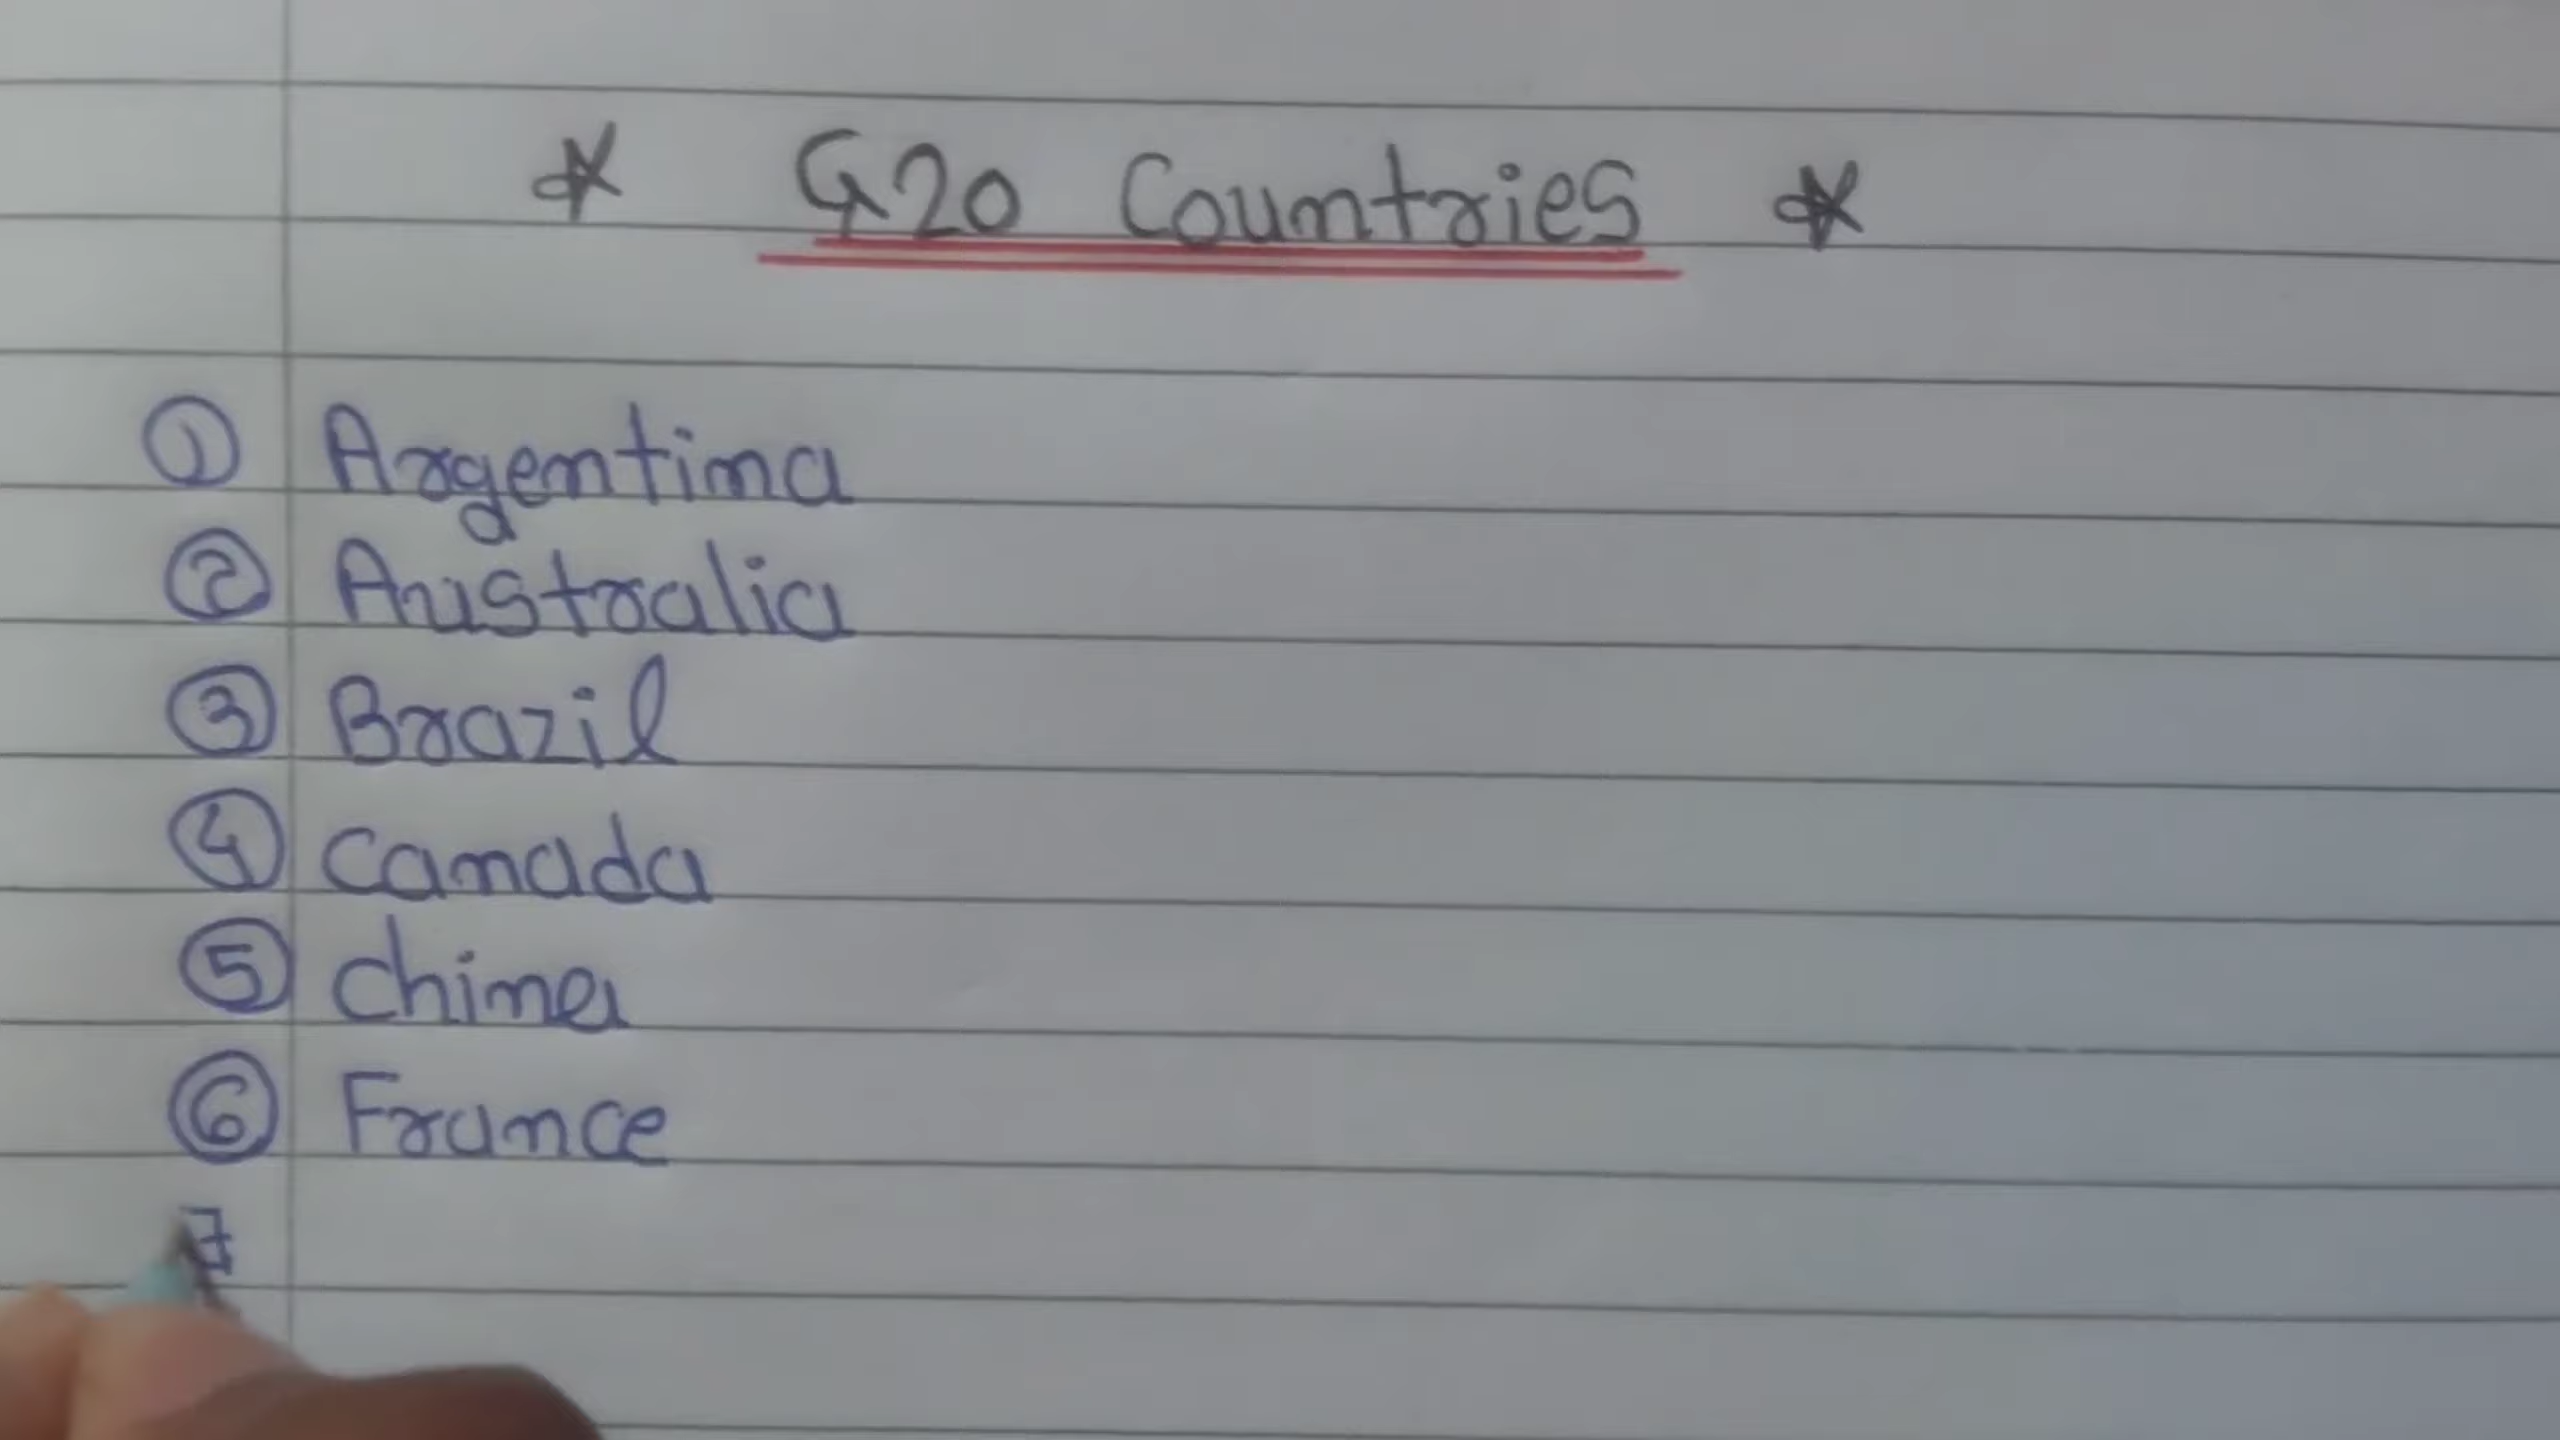 * G20 Countries *
① Argentina
② Australia
③ Brazil
④ Canada
⑤ China
⑥ France
7